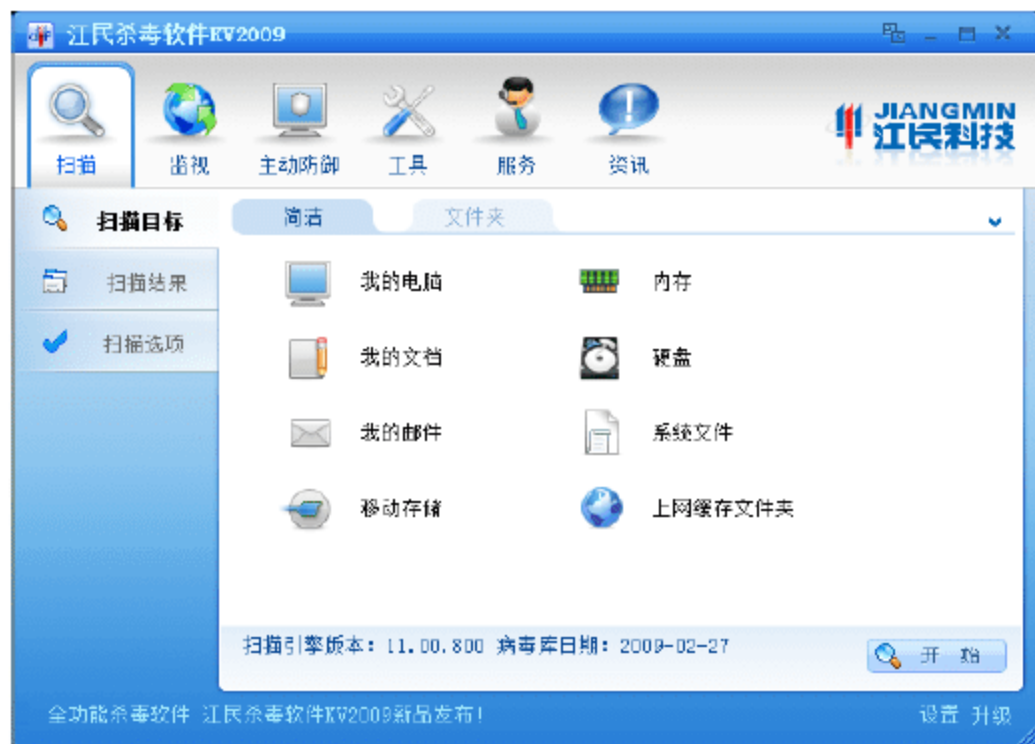 江民杀毒软件KV2009
扫描 监视 主动防御 工具 服务 资讯
JIANGMIN
江民科技
扫描目标
扫描结果
扫描选项
简洁 文件夹
我的电脑 内存
我的文档 硬盘
我的邮件 系统文件
移动存储 上网缓存文件夹
扫描引擎版本：11.00.800 病毒库日期：2009-02-27
开 始
全功能杀毒软件 江民杀毒软件KV2009新品发布！
设置 升级